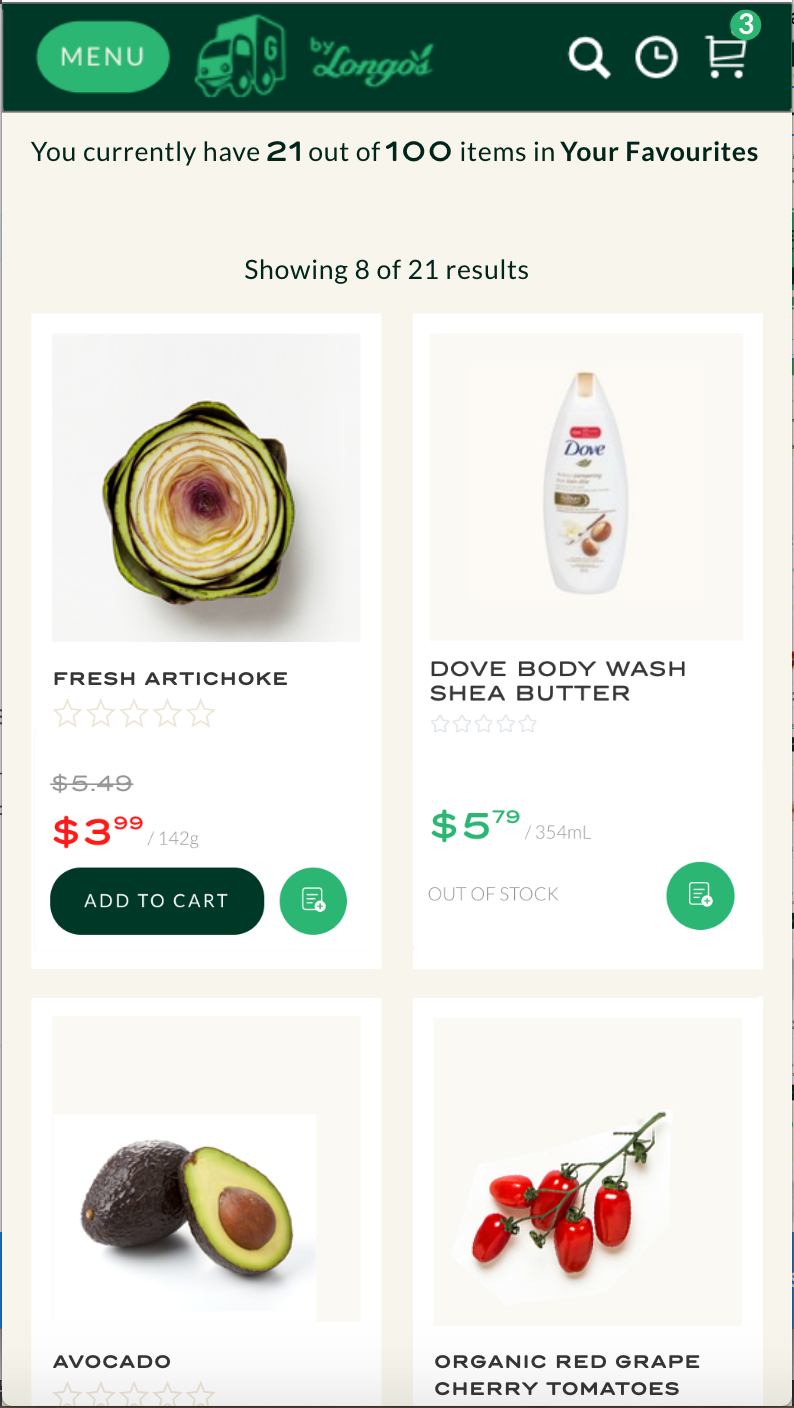 MENU
G
by Longo's
3
You currently have 21 out of 100 items in Your Favourites
Showing 8 of 21 results
Dove
FRESH ARTICHOKE
DOVE BODY WASH
SHEA BUTTER
$5.49
$3 99 / 142g
$5 79 / 354mL
ADD TO CART
OUT OF STOCK
AVOCADO
ORGANIC RED GRAPE
CHERRY TOMATOES